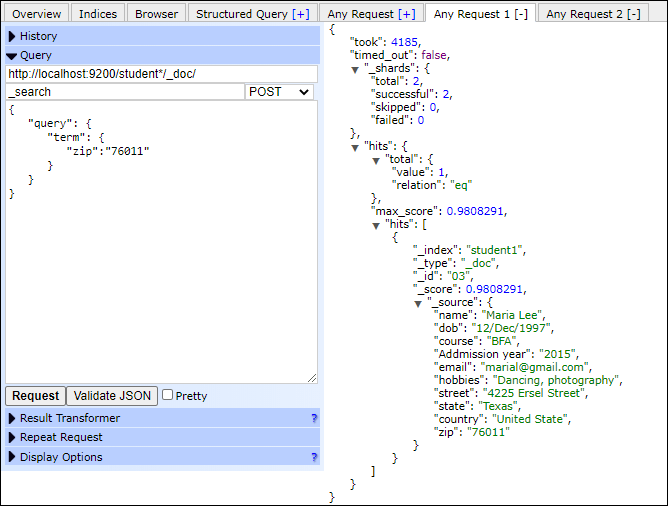 Overview Indices Browser Structured Query [+] Any Request [+] Any Request 1 [-] Any Request 2 [-]
History
Query
http://localhost:9200/student*/_doc/
_search POST
{
"query": {
"term": {
"zip":"76011"
}
}
}
Request Validate JSON Pretty
Result Transformer ?
Repeat Request
Display Options ?
{
"took": 4185,
"timed_out": false,
"_shards": {
"total": 2,
"successful": 2,
"skipped": 0,
"failed": 0
},
"hits": {
"total": {
"value": 1,
"relation": "eq"
},
"max_score": 0.9808291,
"hits": [
{
"_index": "student1",
"_type": "_doc",
"_id": "03",
"_score": 0.9808291,
"_source": {
"name": "Maria Lee",
"dob": "12/Dec/1997",
"course": "BFA",
"Addmission year": "2015",
"email": "marial@gmail.com",
"hobbies": "Dancing, photography",
"street": "4225 Ersel Street",
"state": "Texas",
"country": "United State",
"zip": "76011"
}
}
]
}
}